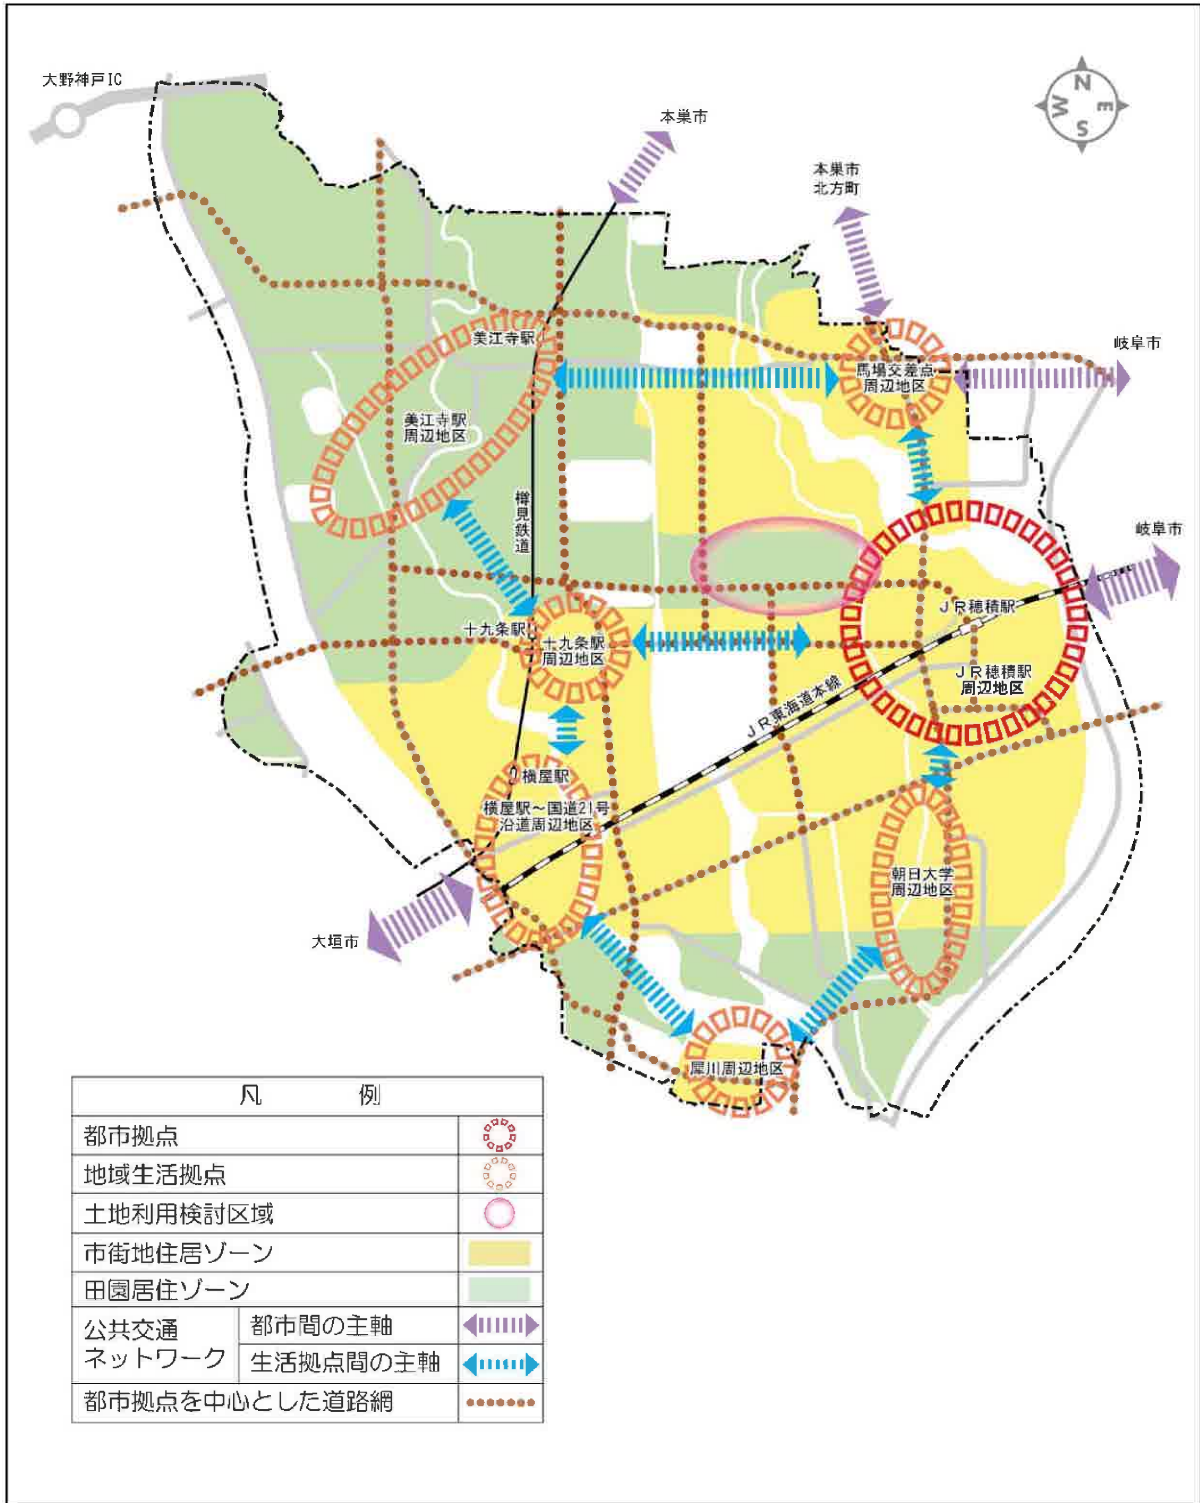 大野神戸IC
N
W
E
S
本巣市
本巣市
北方町
岐阜市
美江寺駅
馬場交差点
周辺地区
美江寺駅
周辺地区
樽見鉄道
岐阜市
JR穂積駅
十九条駅
十九条駅
周辺地区
JR穂積駅
周辺地区
JR東海道本線
横屋駅
横屋駅~国道21号
沿道周辺地区
朝日大学
周辺地区
大垣市
犀川周辺地区
凡 例
都市拠点
地域生活拠点
土地利用検討区域
市街地住居ゾーン
田園居住ゾーン
公共交通
ネットワーク
都市間の主軸
生活拠点間の主軸
都市拠点を中心とした道路網